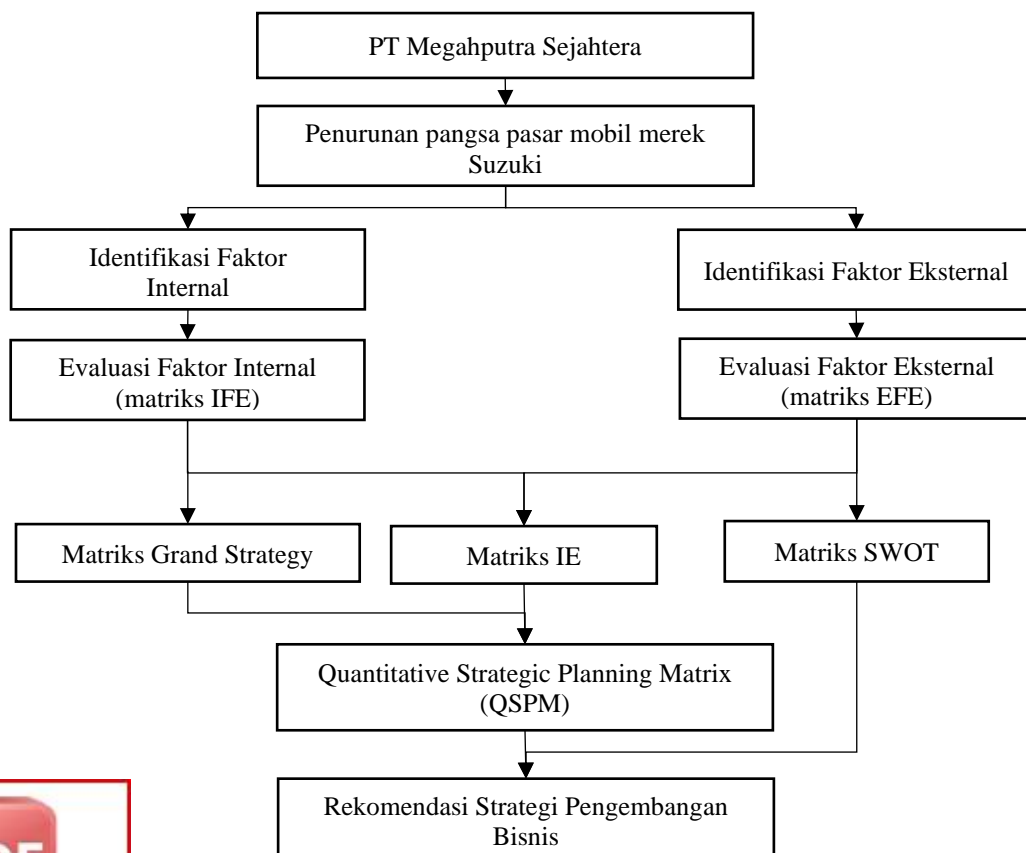 PT Megahputra Sejahtera
Penurunan pangsa pasar mobil merek
Suzuki
Identifikasi Faktor
Internal
Identifikasi Faktor Eksternal
Evaluasi Faktor Internal
(matriks IFE)
Evaluasi Faktor Eksternal
(matriks EFE)
Matriks Grand Strategy
Matriks IE
Matriks SWOT
Quantitative Strategic Planning Matrix
(QSPM)
Rekomendasi Strategi Pengembangan
Bisnis